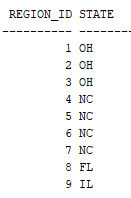 REGION_ID STATE
---------- --------
1 OH
2 OH
3 OH
4 NC
5 NC
6 NC
7 NC
8 FL
9 IL